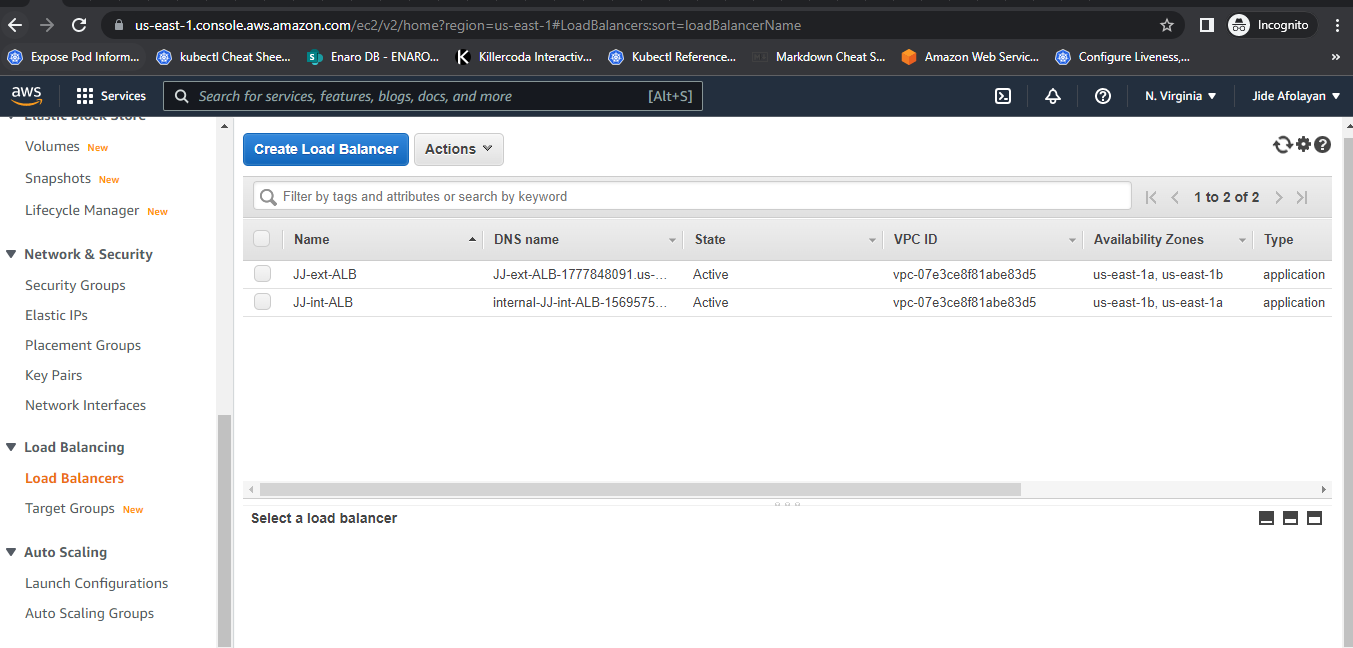 us-east-1.console.aws.amazon.com/ec2/v2/home?region=us-east-1#LoadBalancers:sort=loadBalancerName
Incognito
Expose Pod Inform... kubectl Cheat Shee... Enaro DB - ENARO... Killercoda Interactiv... Kubectl Reference... Markdown Cheat S... Amazon Web Servic... Configure Liveness,... »
aws Services Search for services, features, blogs, docs, and more [Alt+S] N. Virginia Jide Afolayan
Elastic Block Store
Volumes New
Snapshots New
Lifecycle Manager New
Network & Security
Security Groups
Elastic IPs
Placement Groups
Key Pairs
Network Interfaces
Load Balancing
Load Balancers
Target Groups New
Auto Scaling
Launch Configurations
Auto Scaling Groups
Create Load Balancer Actions
Filter by tags and attributes or search by keyword 1 to 2 of 2
Name DNS name State VPC ID Availability Zones Type
JJ-ext-ALB JJ-ext-ALB-1777848091.us-... Active vpc-07e3ce8f81abe83d5 us-east-1a, us-east-1b application
JJ-int-ALB internal-JJ-int-ALB-1569575... Active vpc-07e3ce8f81abe83d5 us-east-1b, us-east-1a application
Select a load balancer